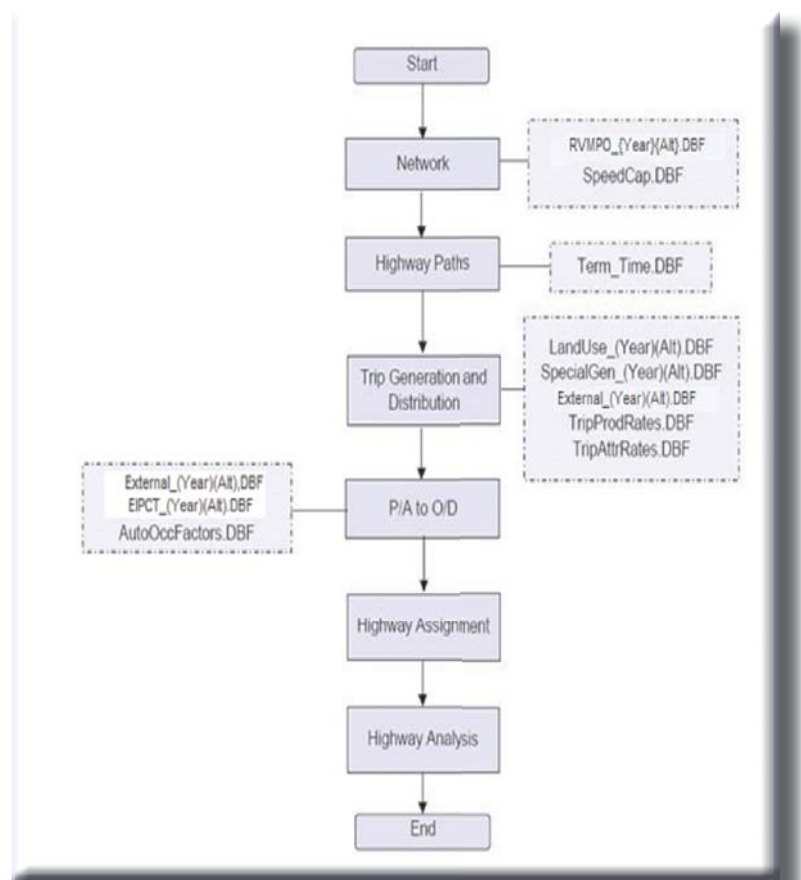 Start
Network
RVMPO_{Year}{Alt}.DBF
SpeedCap.DBF
Highway Paths
Term_Time.DBF
Trip Generation and
Distribution
LandUse_(Year)(Alt).DBF
SpecialGen_(Year)(Alt).DBF
External_(Year)(Alt).DBF
TripProdRates.DBF
TripAttrRates.DBF
External_(Year)(Alt),DBF
EIPCT_(Year)(Alt).DBF
AutoOccFactors.DBF
P/A to O/D
Highway Assignment
Highway Analysis
End